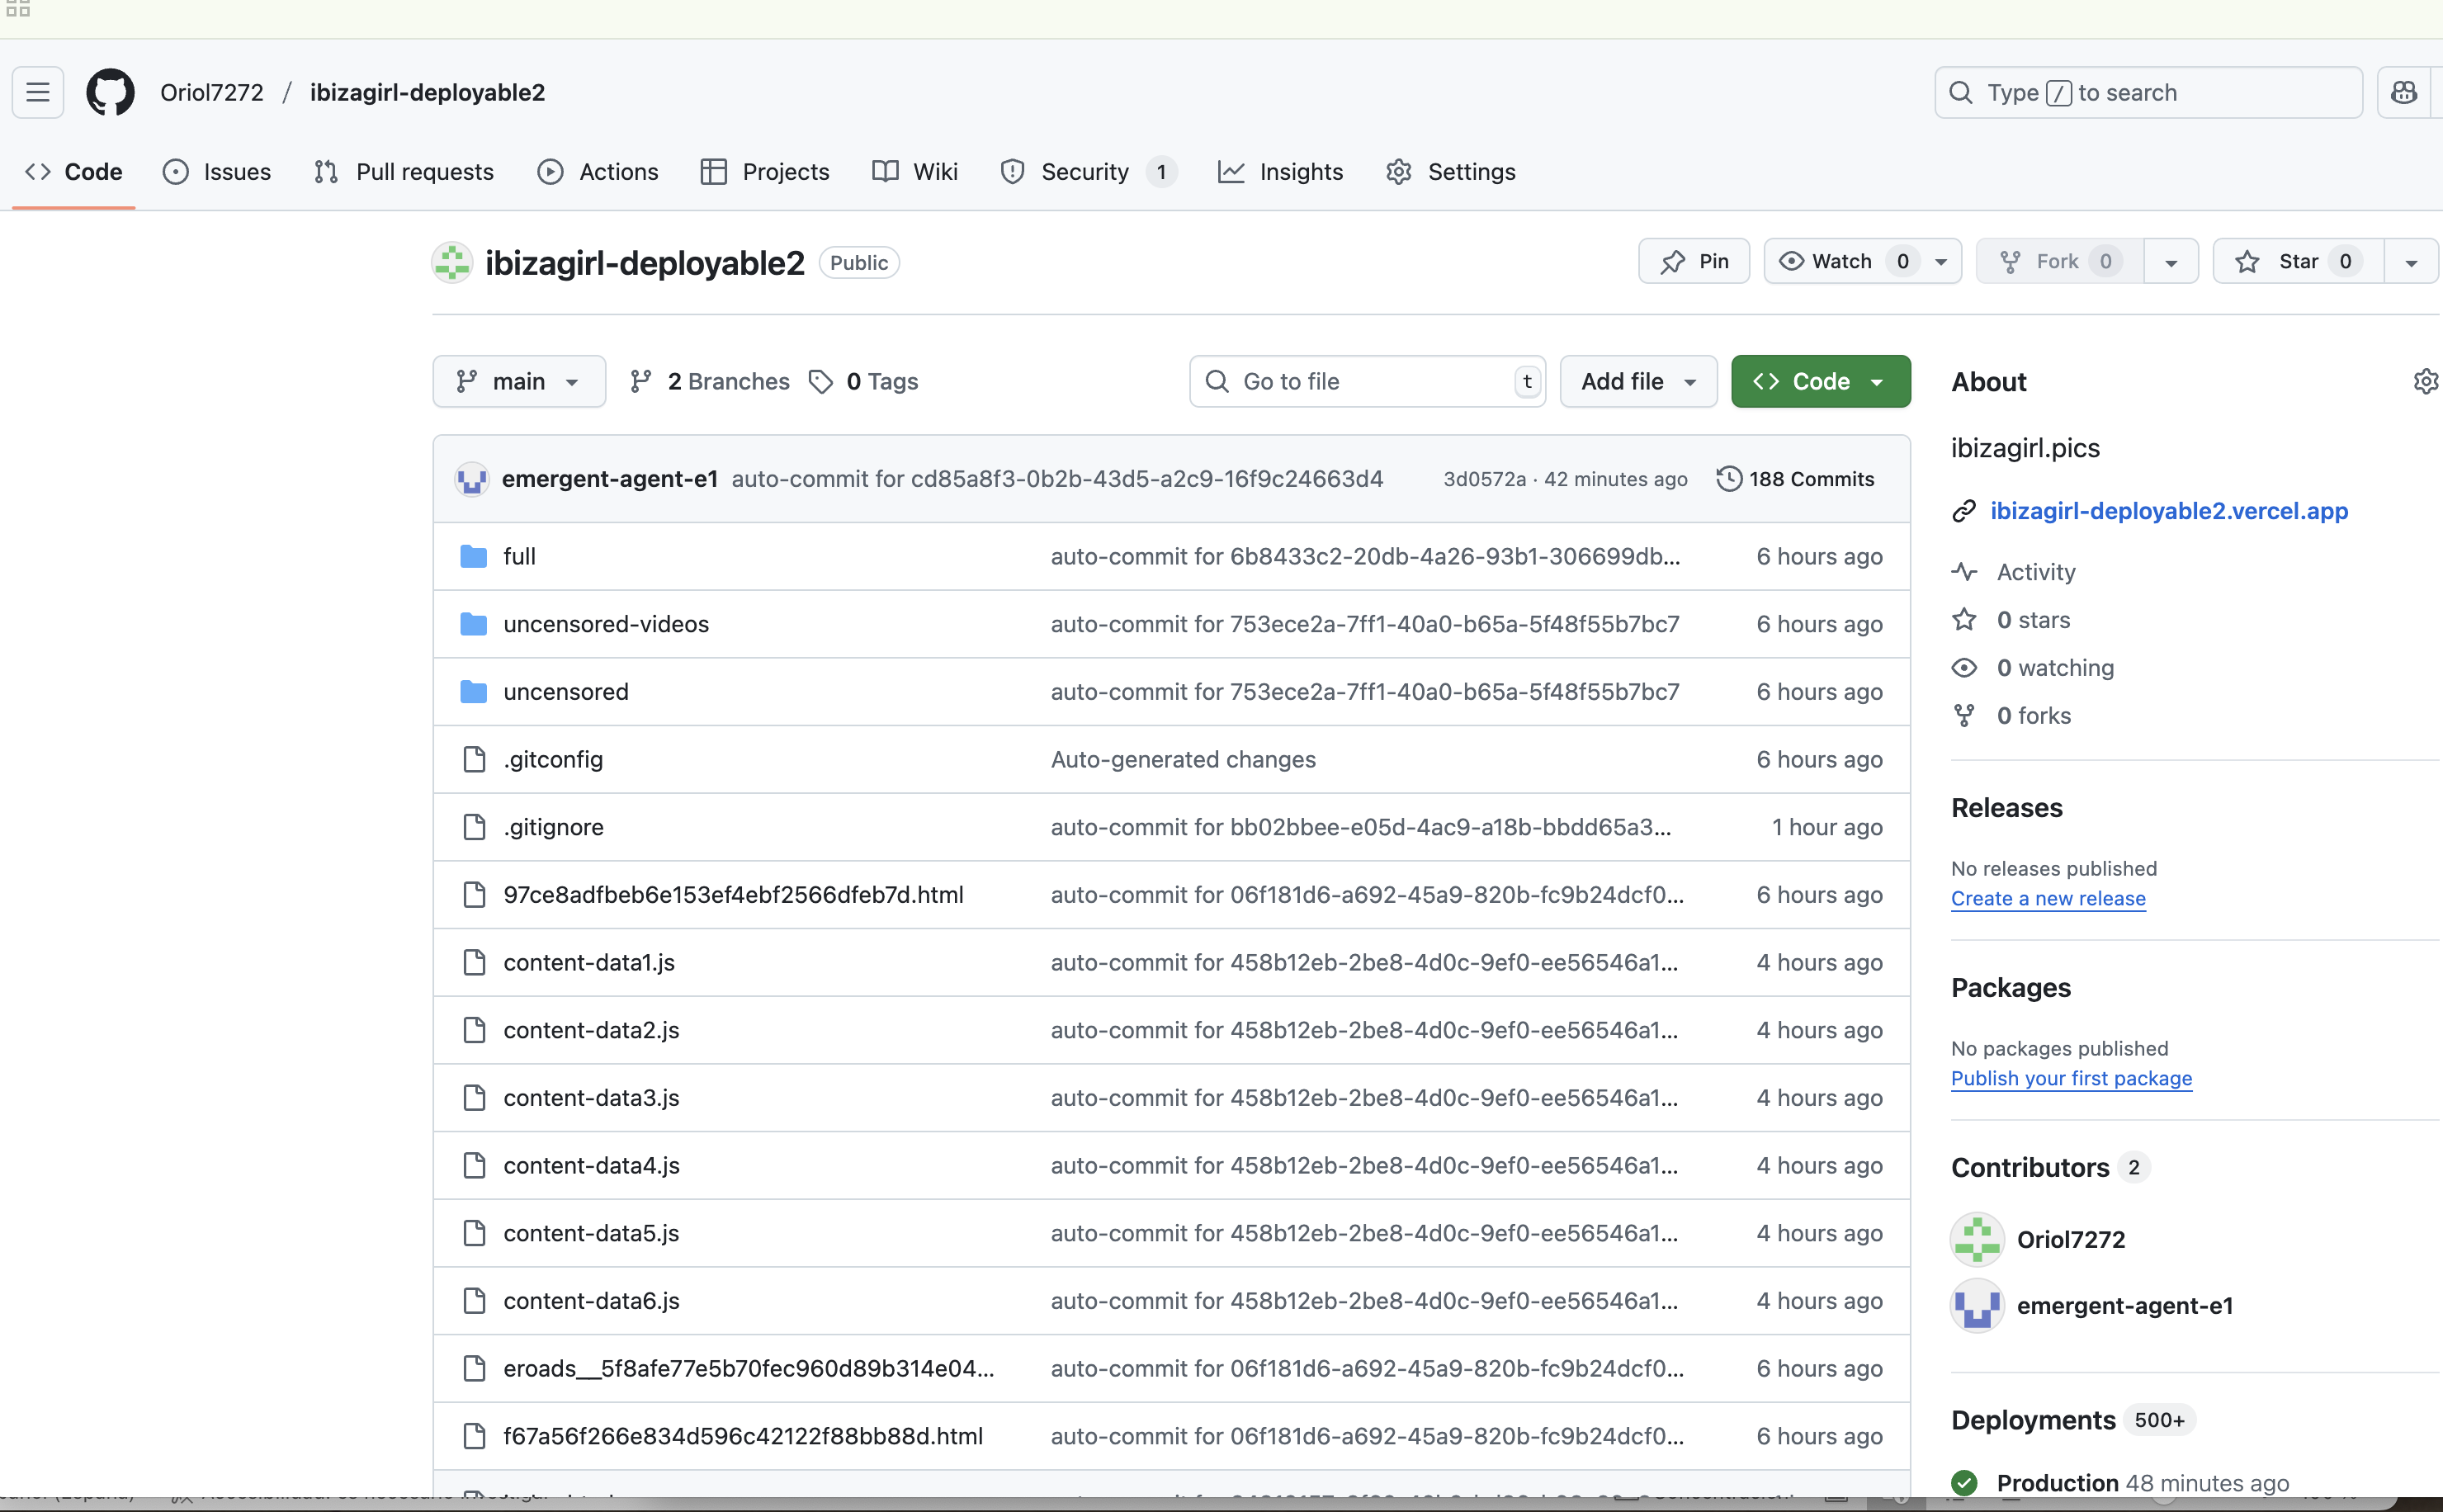 Oriol7272 / ibizagirl-deployable2
Type / to search
Code
Issues
Pull requests
Actions
Projects
Wiki
Security 1
Insights
Settings
ibizagirl-deployable2 Public
Pin
Watch 0
Fork 0
Star 0
main
2 Branches
0 Tags
Go to file t
Add file
Code
emergent-agent-e1 auto-commit for cd85a8f3-0b2b-43d5-a2c9-16f9c24663d4 3d0572a · 42 minutes ago 188 Commits
full auto-commit for 6b8433c2-20db-4a26-93b1-306699db... 6 hours ago
uncensored-videos auto-commit for 753ece2a-7ff1-40a0-b65a-5f48f55b7bc7 6 hours ago
uncensored auto-commit for 753ece2a-7ff1-40a0-b65a-5f48f55b7bc7 6 hours ago
.gitconfig Auto-generated changes 6 hours ago
.gitignore auto-commit for bb02bbee-e05d-4ac9-a18b-bbdd65a3... 1 hour ago
97ce8adfbeb6e153ef4ebf2566dfeb7d.html auto-commit for 06f181d6-a692-45a9-820b-fc9b24dcf0... 6 hours ago
content-data1.js auto-commit for 458b12eb-2be8-4d0c-9ef0-ee56546a1... 4 hours ago
content-data2.js auto-commit for 458b12eb-2be8-4d0c-9ef0-ee56546a1... 4 hours ago
content-data3.js auto-commit for 458b12eb-2be8-4d0c-9ef0-ee56546a1... 4 hours ago
content-data4.js auto-commit for 458b12eb-2be8-4d0c-9ef0-ee56546a1... 4 hours ago
content-data5.js auto-commit for 458b12eb-2be8-4d0c-9ef0-ee56546a1... 4 hours ago
content-data6.js auto-commit for 458b12eb-2be8-4d0c-9ef0-ee56546a1... 4 hours ago
eroads__5f8afe77e5b70fec960d89b314e04... auto-commit for 06f181d6-a692-45a9-820b-fc9b24dcf0... 6 hours ago
f67a56f266e834d596c42122f88bb88d.html auto-commit for 06f181d6-a692-45a9-820b-fc9b24dcf0... 6 hours ago
About
ibizagirl.pics
ibizagirl-deployable2.vercel.app
Activity
0 stars
0 watching
0 forks
Releases
No releases published
Create a new release
Packages
No packages published
Publish your first package
Contributors 2
Oriol7272
emergent-agent-e1
Deployments 500+
Production 48 minutes ago